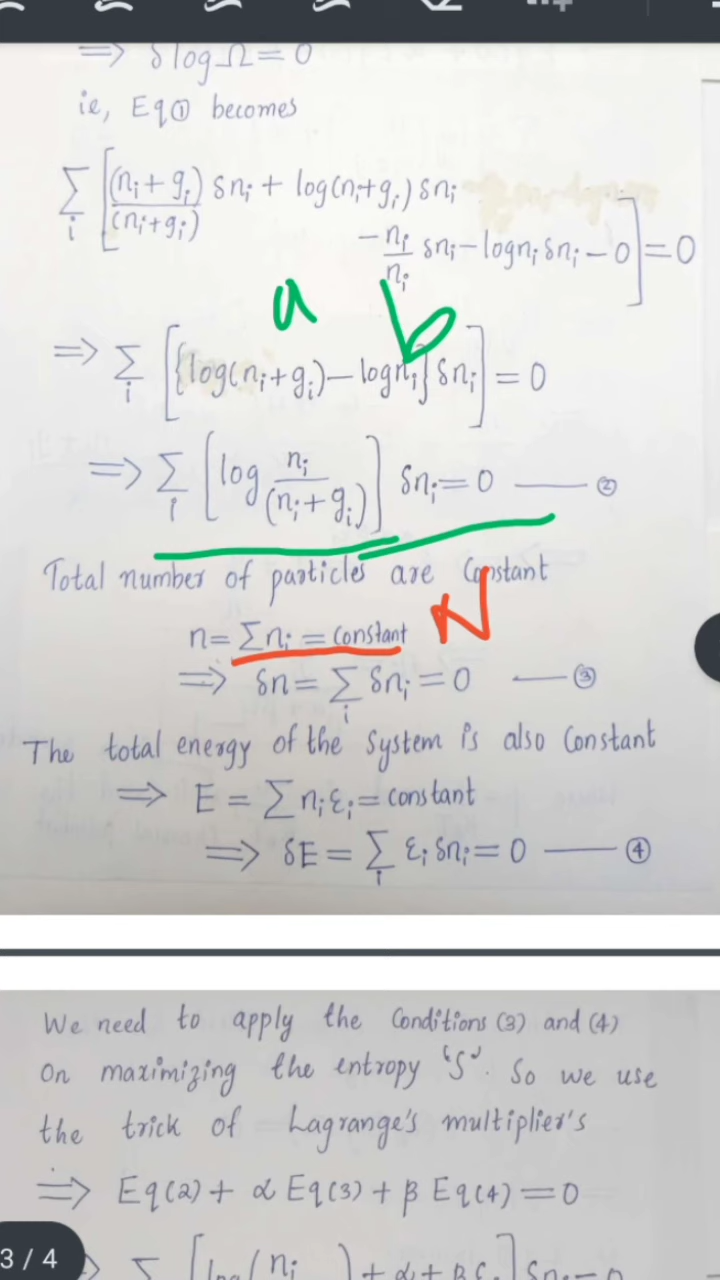 => δ log Ω = 0
ie, Eq① becomes
∑i [ (ni + gi)/(ni + gi) δni + log(ni + gi) δni
- ni/ni δni - log ni δni - 0 ] = 0
a b
=> ∑i [ {log(ni + gi) - log ni} δni ] = 0
=> ∑i [ log ni/(ni + gi) ] δni = 0 —— ②
Total number of particles are Constant
n = ∑ni = constant N
=> δn = ∑i δni = 0 —— ③
The total energy of the System is also Constant
=> E = ∑ni εi = constant
=> δE = ∑i εi δni = 0 —— ④
We need to apply the Conditions (3) and (4)
On maximizing the entropy 'S'. So we use
the trick of Lagrange's multiplier's
=> Eq(2) + α Eq(3) + β Eq(4) = 0
3 / 4